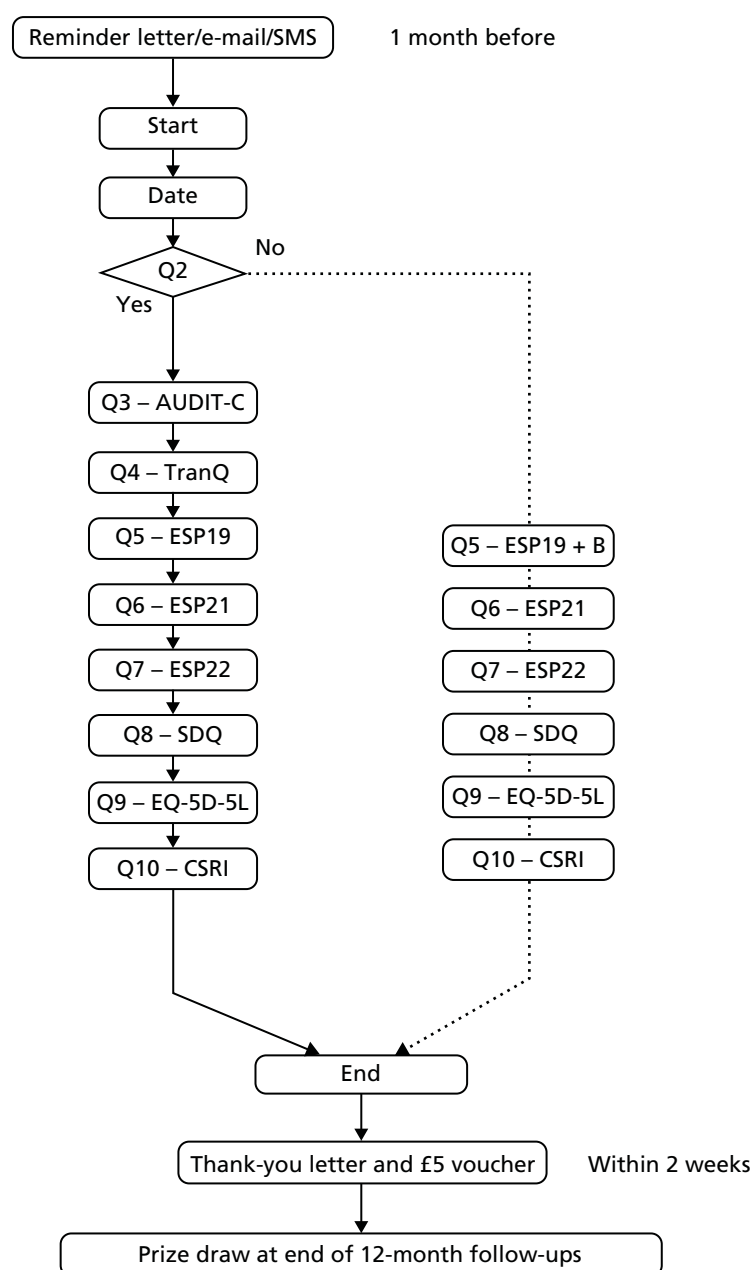 Reminder letter/e-mail/SMS
1 month before
Start
Date
Q2
No
Yes
Q3 – AUDIT-C
Q4 – TranQ
Q5 – ESP19
Q6 – ESP21
Q7 – ESP22
Q8 – SDQ
Q9 – EQ-5D-5L
Q10 – CSRI
Q5 – ESP19 + B
Q6 – ESP21
Q7 – ESP22
Q8 – SDQ
Q9 – EQ-5D-5L
Q10 – CSRI
End
Thank-you letter and £5 voucher
Within 2 weeks
Prize draw at end of 12-month follow-ups